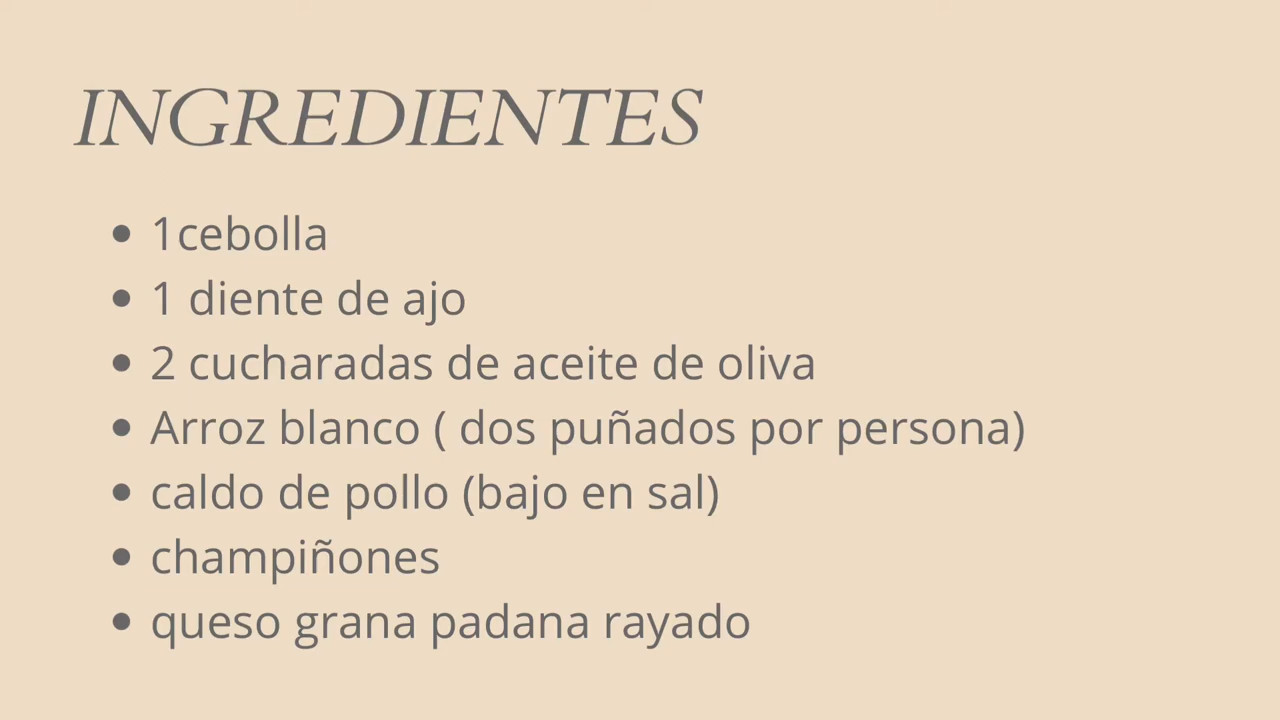 INGREDIENTES
• 1cebolla
• 1 diente de ajo
• 2 cucharadas de aceite de oliva
• Arroz blanco ( dos puñados por persona)
• caldo de pollo (bajo en sal)
• champiñones
• queso grana padana rayado